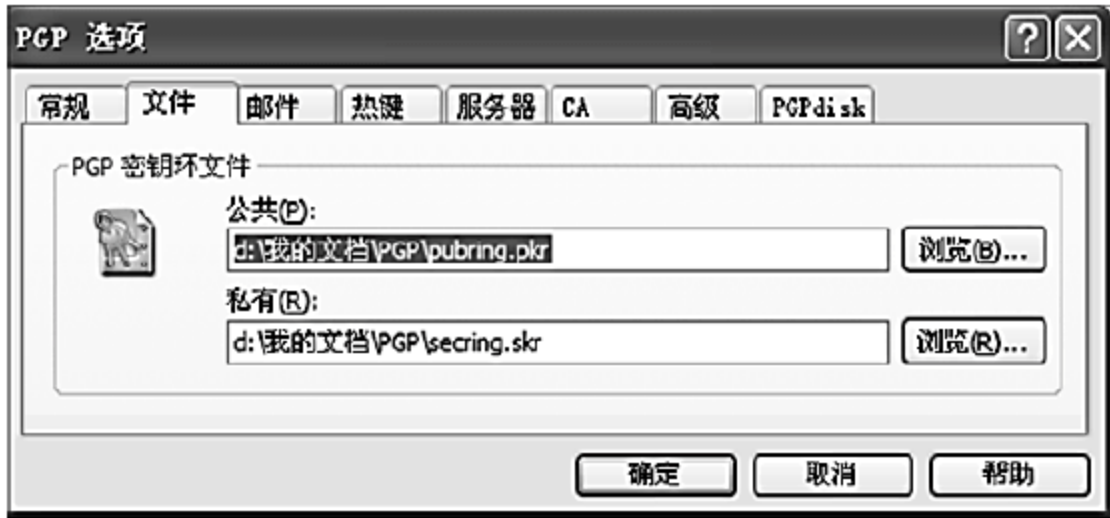 PGP 选项
常规 文件 邮件 热键 服务器 CA 高级 PGPdisk
PGP 密钥环文件
公共(P):
d:\我的文档\PGP\pubring.pkr 浏览(B)...
私有(R):
d:\我的文档\PGP\secring.skr 浏览(R)...
确定 取消 帮助